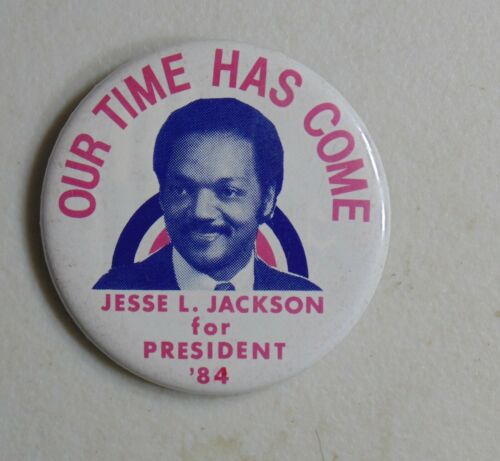 OUR TIME HAS COME
JESSE L. JACKSON
for
PRESIDENT
'84